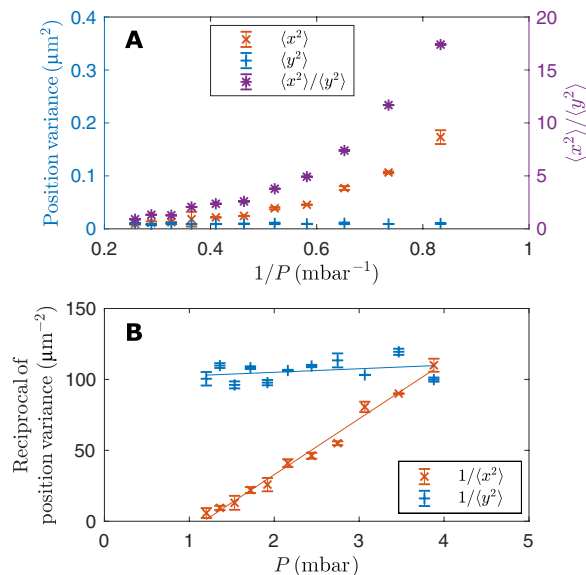 A
⟨x²⟩
⟨y²⟩
⟨x²⟩/⟨y²⟩
Position variance (μm²)
0.4
0.3
0.2
0.1
0
20
15
10
5
0
⟨x²⟩/⟨y²⟩
0.2 0.4 0.6 0.8 1
1/P (mbar⁻¹)
B
Reciprocal of
position variance (μm⁻²)
150
100
50
0
1/⟨x²⟩
1/⟨y²⟩
0 1 2 3 4 5
P (mbar)